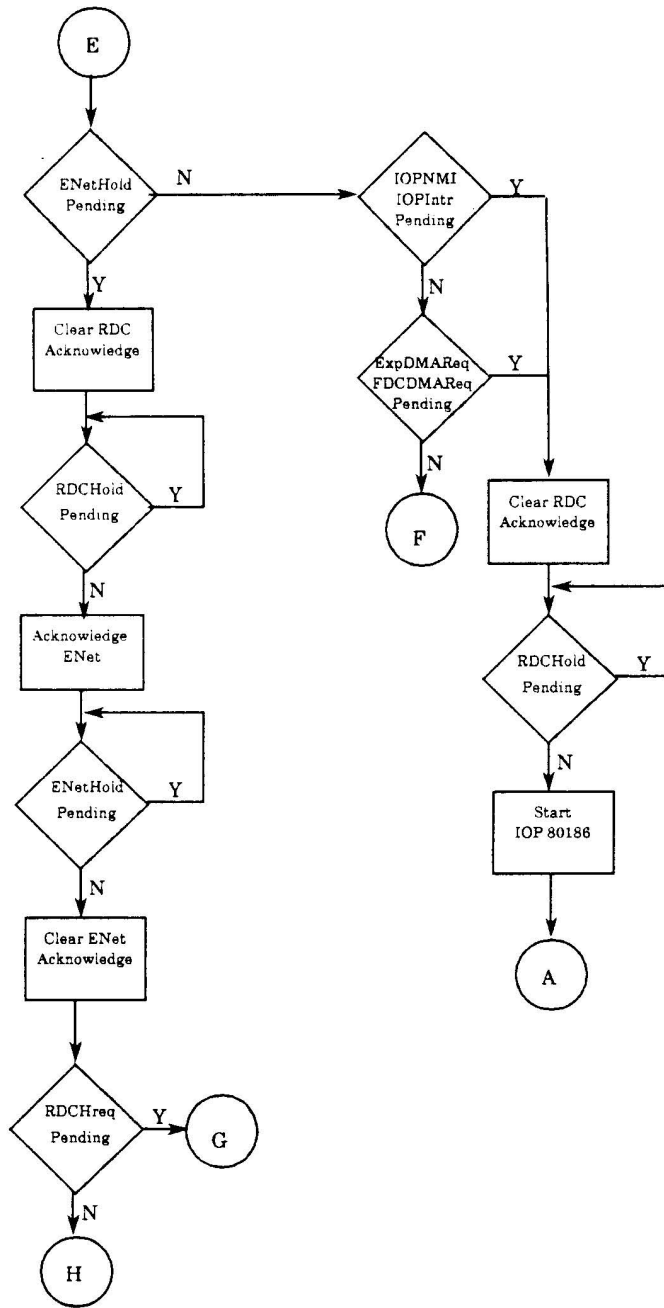 E
ENetHold
Pending
N
Y
Clear RDC
Acknowledge
RDCHold
Pending
Y
N
Acknowledge
ENet
ENetHold
Pending
Y
N
Clear ENet
Acknowledge
RDCHreq
Pending
Y
G
N
H
IOPNMI
IOPIntr
Pending
Y
N
ExpDMAReq
FDCDMAReq
Pending
Y
N
F
Clear RDC
Acknowledge
RDCHold
Pending
Y
N
Start
IOP 80186
A